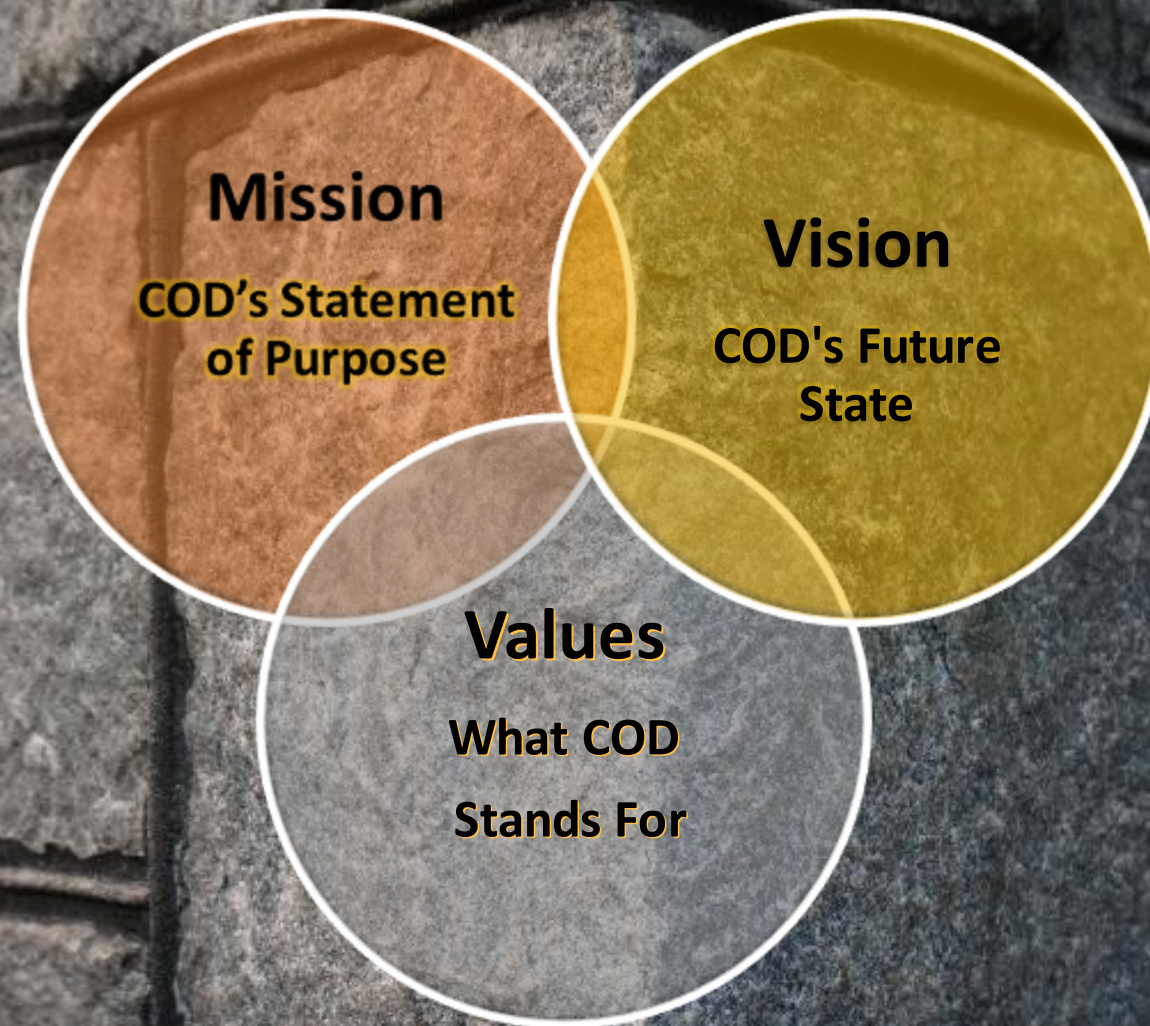 Mission
COD’s Statement
of Purpose
Vision
COD's Future
State
Values
What COD
Stands For